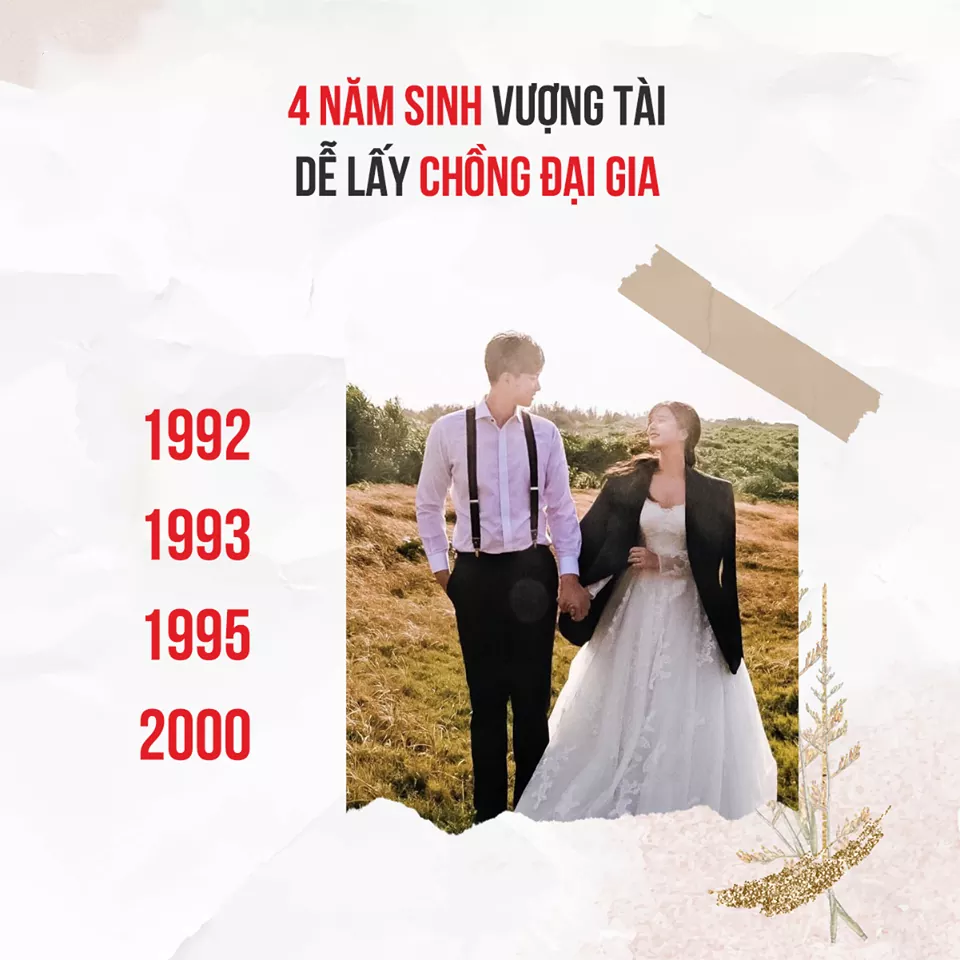 4 NĂM SINH VƯỢNG TÀI
DỄ LẤY CHỒNG ĐẠI GIA
1992
1993
1995
2000